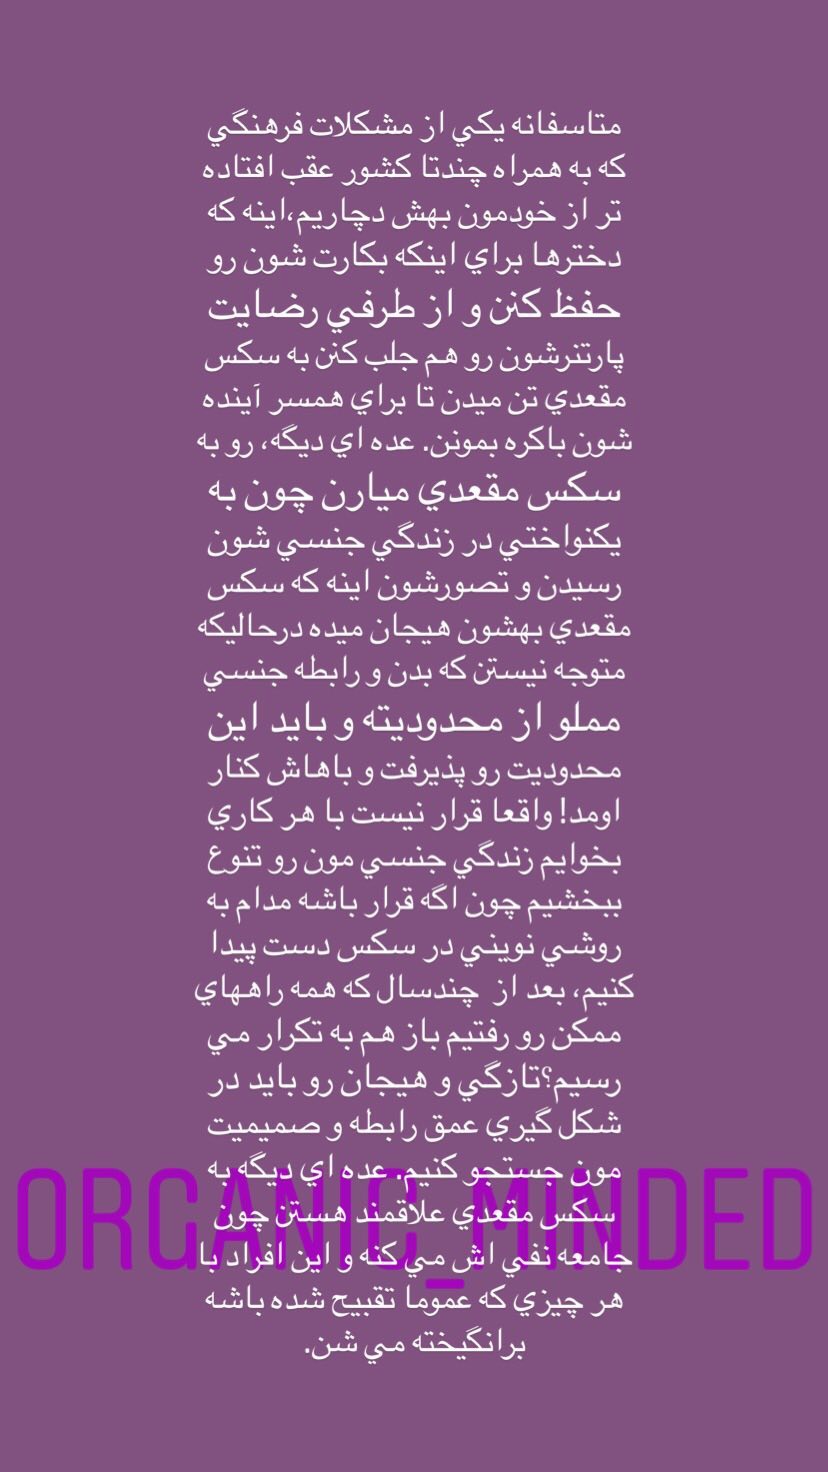 متاسفانه يكي از مشكلات فرهنگي
كه به همراه چندتا كشور عقب افتاده
تر از خودمون بهش دچاريم،اينه كه
دخترها براي اينكه بكارت شون رو
حفظ كنن و از طرفي رضايت
پارتنرشون رو هم جلب كنن به سكس
مقعدي تن ميدن تا براي همسر آينده
شون باكره بمونن. عده اي ديگه، رو به
سكس مقعدي ميارن چون به
يكنواختي در زندگي جنسي شون
رسيدن و تصورشون اينه كه سكس
مقعدي بهشون هيجان ميده درحاليكه
متوجه نيستن كه بدن و رابطه جنسي
مملو از محدوديته و بايد اين
محدوديت رو پذيرفت و باهاش كنار
اومد! واقعا قرار نيست با هر كاري
بخوايم زندگي جنسي مون رو تنوع
ببخشيم چون اگه قرار باشه مدام به
روشي نويني در سكس دست پيدا
كنيم، بعد از چندسال كه همه راههاي
ممكن رو رفتيم باز هم به تكرار مي
رسيم؟تازگي و هيجان رو بايد در
شكل گيري عمق رابطه و صميميت
مون جستجو كنيم. عده اي ديگه به
سكس مقعدي علاقمند هستن چون
جامعه نفي اش مي كنه و اين افراد با
هر چيزي كه عموما تقبيح شده باشه
برانگيخته مي شن.
ORGANIC_MINDED